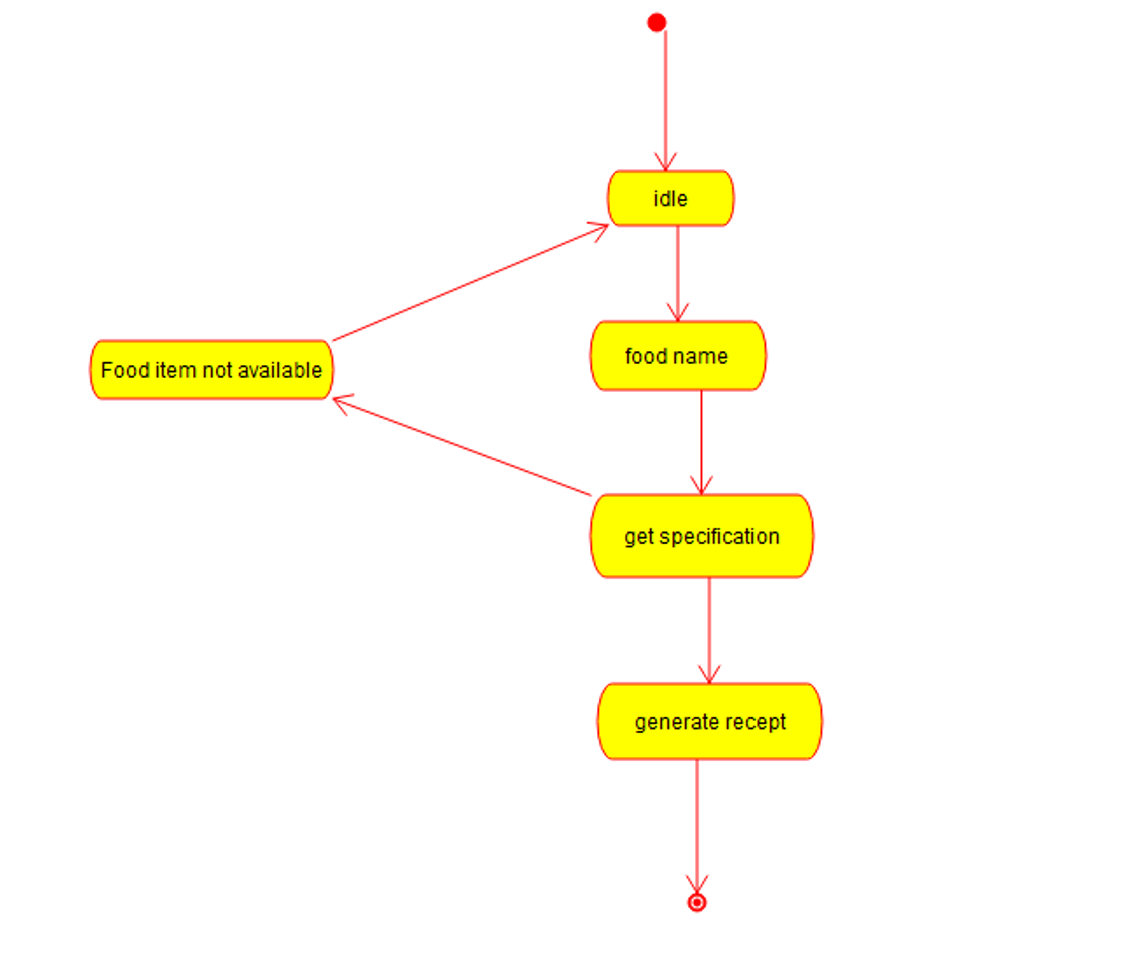 idle
food name
Food item not available
get specification
generate recept